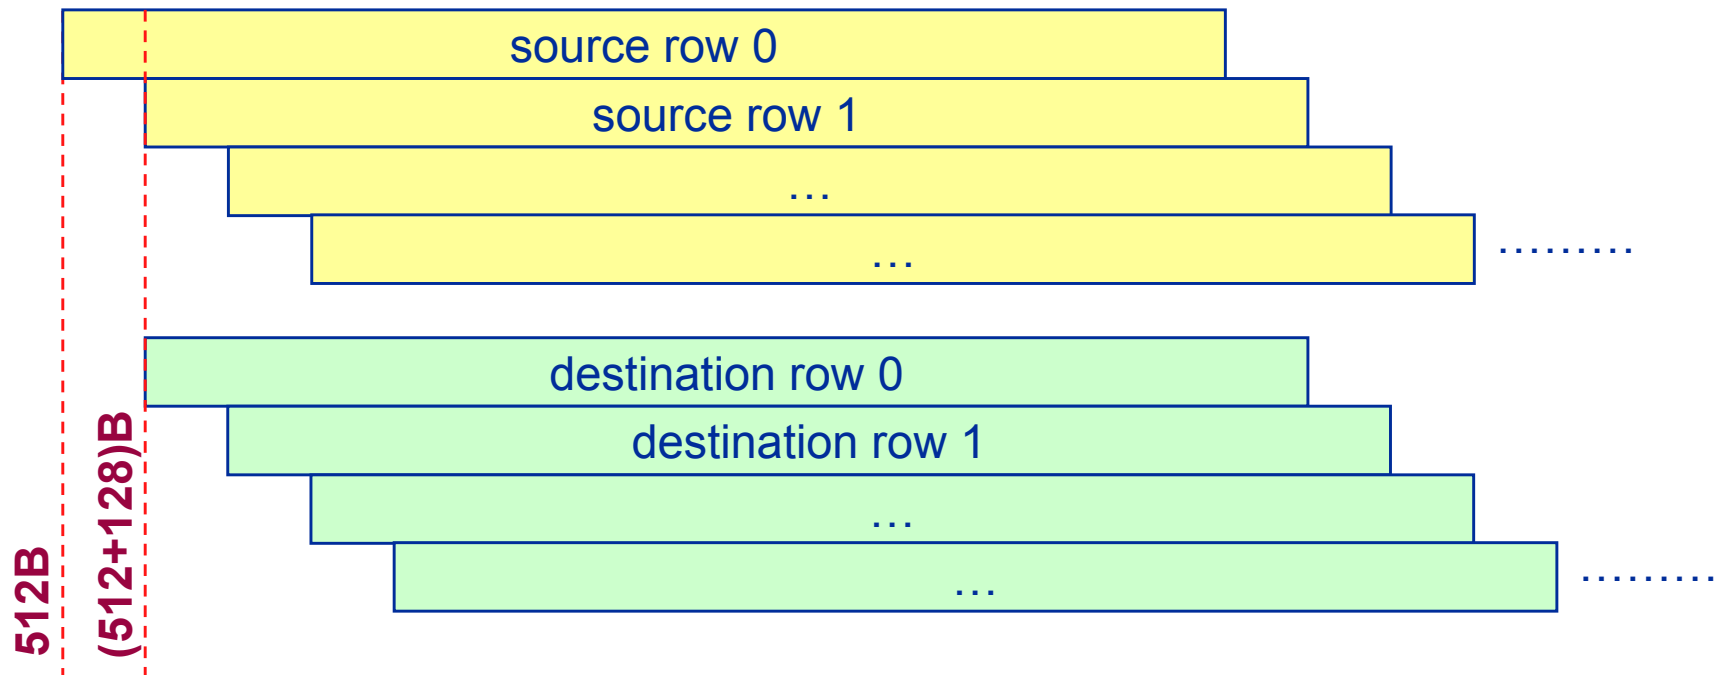 source row 0
source row 1
...
...
.........
destination row 0
destination row 1
...
...
.........
512B
(512+128)B